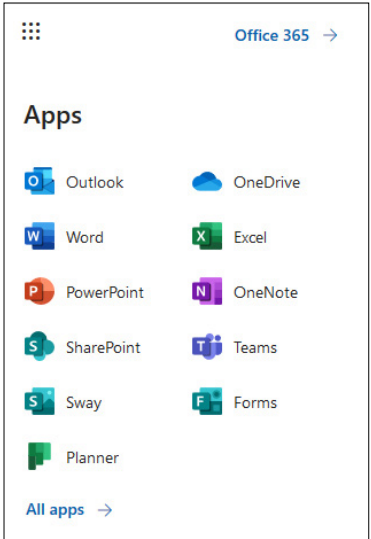 Office 365 →
Apps
Outlook OneDrive
Word Excel
PowerPoint OneNote
SharePoint Teams
Sway Forms
Planner
All apps →